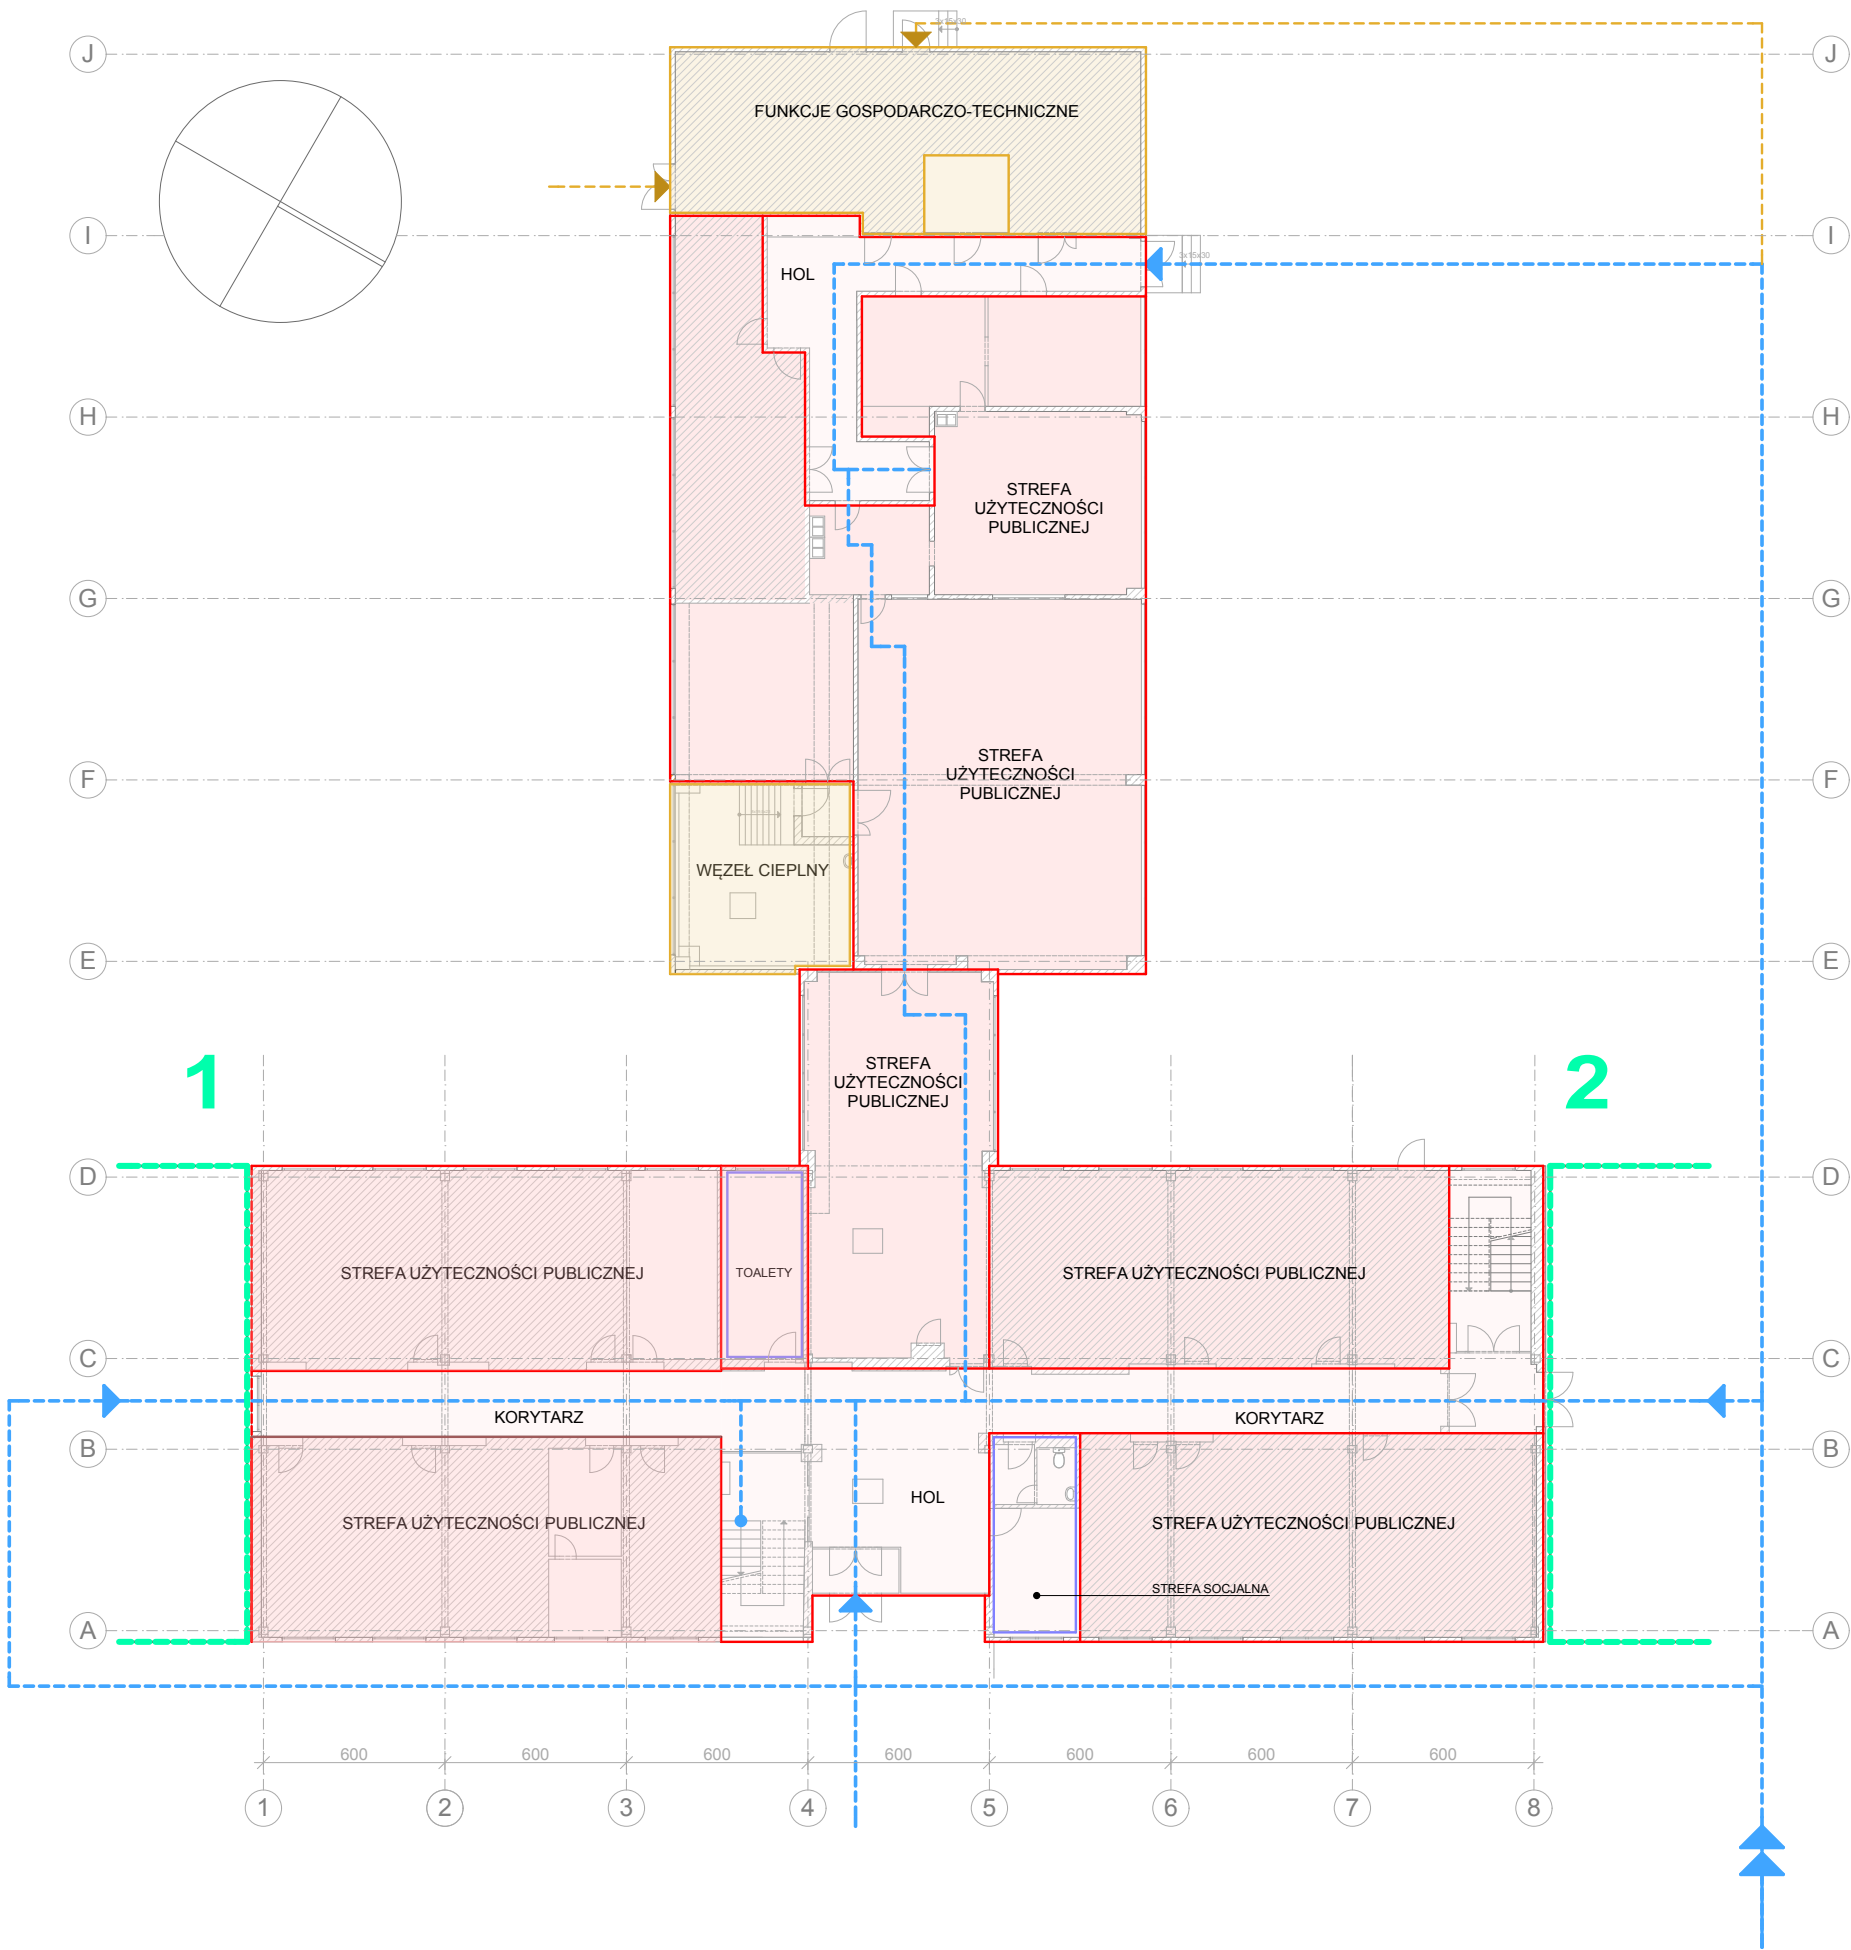 3x15x30
J
J
FUNKCJE GOSPODARCZO-TECHNICZNE
I
I
3x15x30
HOL
H
H
STREFA
UŻYTECZNOŚCI
PUBLICZNEJ
G
G
STREFA
UŻYTECZNOŚCI
PUBLICZNEJ
F
F
WĘZEŁ CIEPLNY
E
E
STREFA
UŻYTECZNOŚCI
PUBLICZNEJ
1
2
D
D
STREFA UŻYTECZNOŚCI PUBLICZNEJ
TOALETY
STREFA UŻYTECZNOŚCI PUBLICZNEJ
C
C
KORYTARZ
KORYTARZ
B
B
HOL
STREFA UŻYTECZNOŚCI PUBLICZNEJ
STREFA UŻYTECZNOŚCI PUBLICZNEJ
STREFA SOCJALNA
A
A
600
600
600
600
600
600
600
1
2
3
4
5
6
7
8